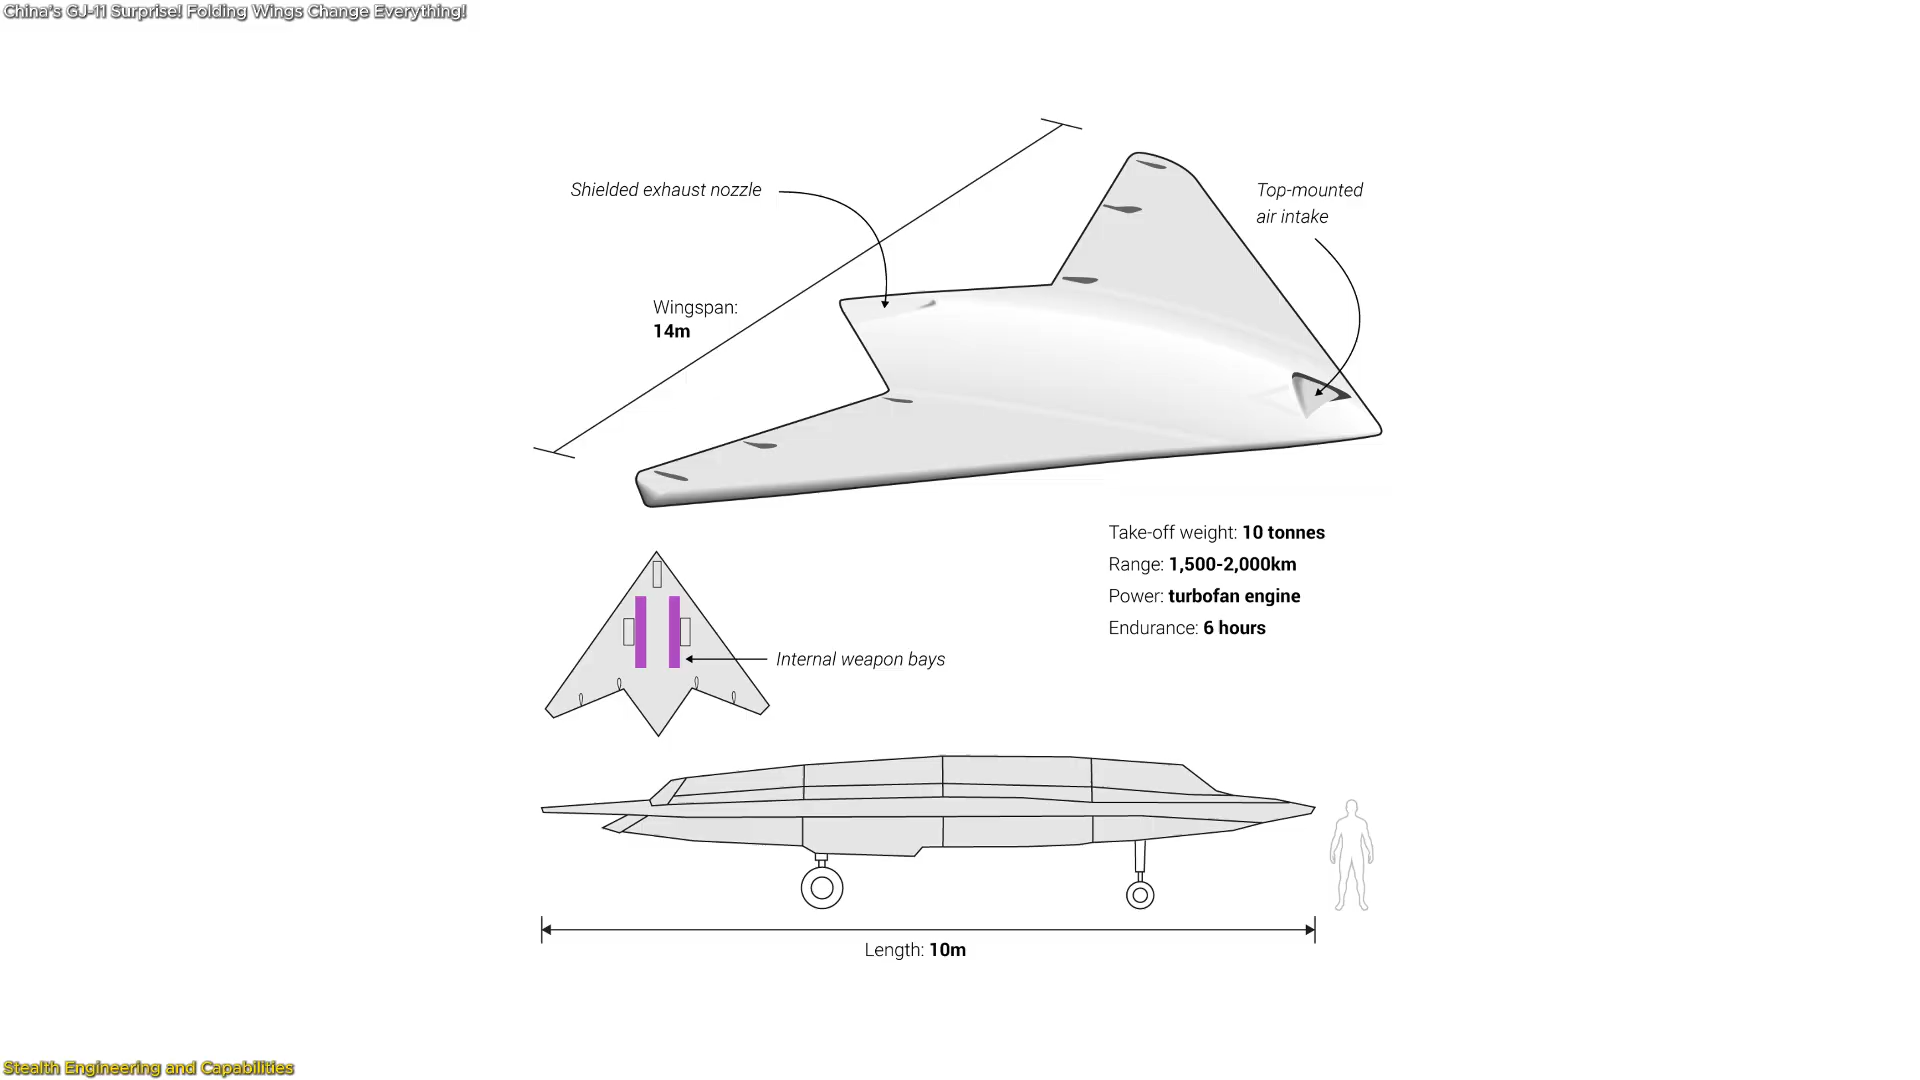 China's GJ-11 Surprise! Folding Wings Change Everything!
Shielded exhaust nozzle
Top-mounted
air intake
Wingspan:
14m
Take-off weight: 10 tonnes
Range: 1,500-2,000km
Power: turbofan engine
Endurance: 6 hours
Internal weapon bays
Length: 10m
Stealth Engineering and Capabilities